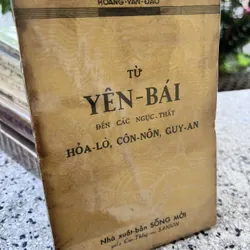 HOÀNG-VĂN-ĐÀO
TỪ
YÊN-BÁI
ĐẾN CÁC NGỤC-THẤT
HỎA-LÒ, CÔN-NÔN, GUY-AN
Nhà xuất-bản SỐNG MỚI
SAIGON